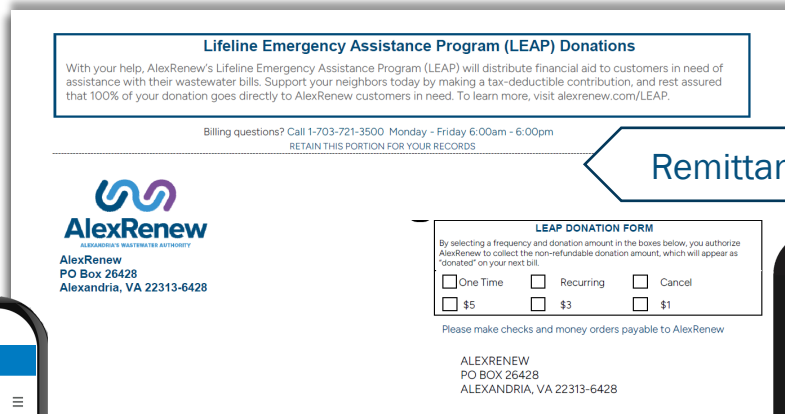 Lifeline Emergency Assistance Program (LEAP) Donations
With your help, AlexRenew's Lifeline Emergency Assistance Program (LEAP) will distribute financial aid to customers in need of
assistance with their wastewater bills. Support your neighbors today by making a tax-deductible contribution, and rest assured
that 100% of your donation goes directly to AlexRenew customers in need. To learn more, visit alexrenew.com/LEAP.
Billing questions? Call 1-703-721-3500 Monday - Friday 6:00am - 6:00pm
RETAIN THIS PORTION FOR YOUR RECORDS
AlexRenew
ALEXANDRIA'S WASTEWATER AUTHORITY
AlexRenew
PO Box 26428
Alexandria, VA 22313-6428
LEAP DONATION FORM
By selecting a frequency and donation amount in the boxes below, you authorize
AlexRenew to collect the non-refundable donation amount, which will appear as
"donated" on your next bill.
One Time Recurring Cancel
$5 $3 $1
Please make checks and money orders payable to AlexRenew
ALEXRENEW
PO BOX 26428
ALEXANDRIA, VA 22313-6428